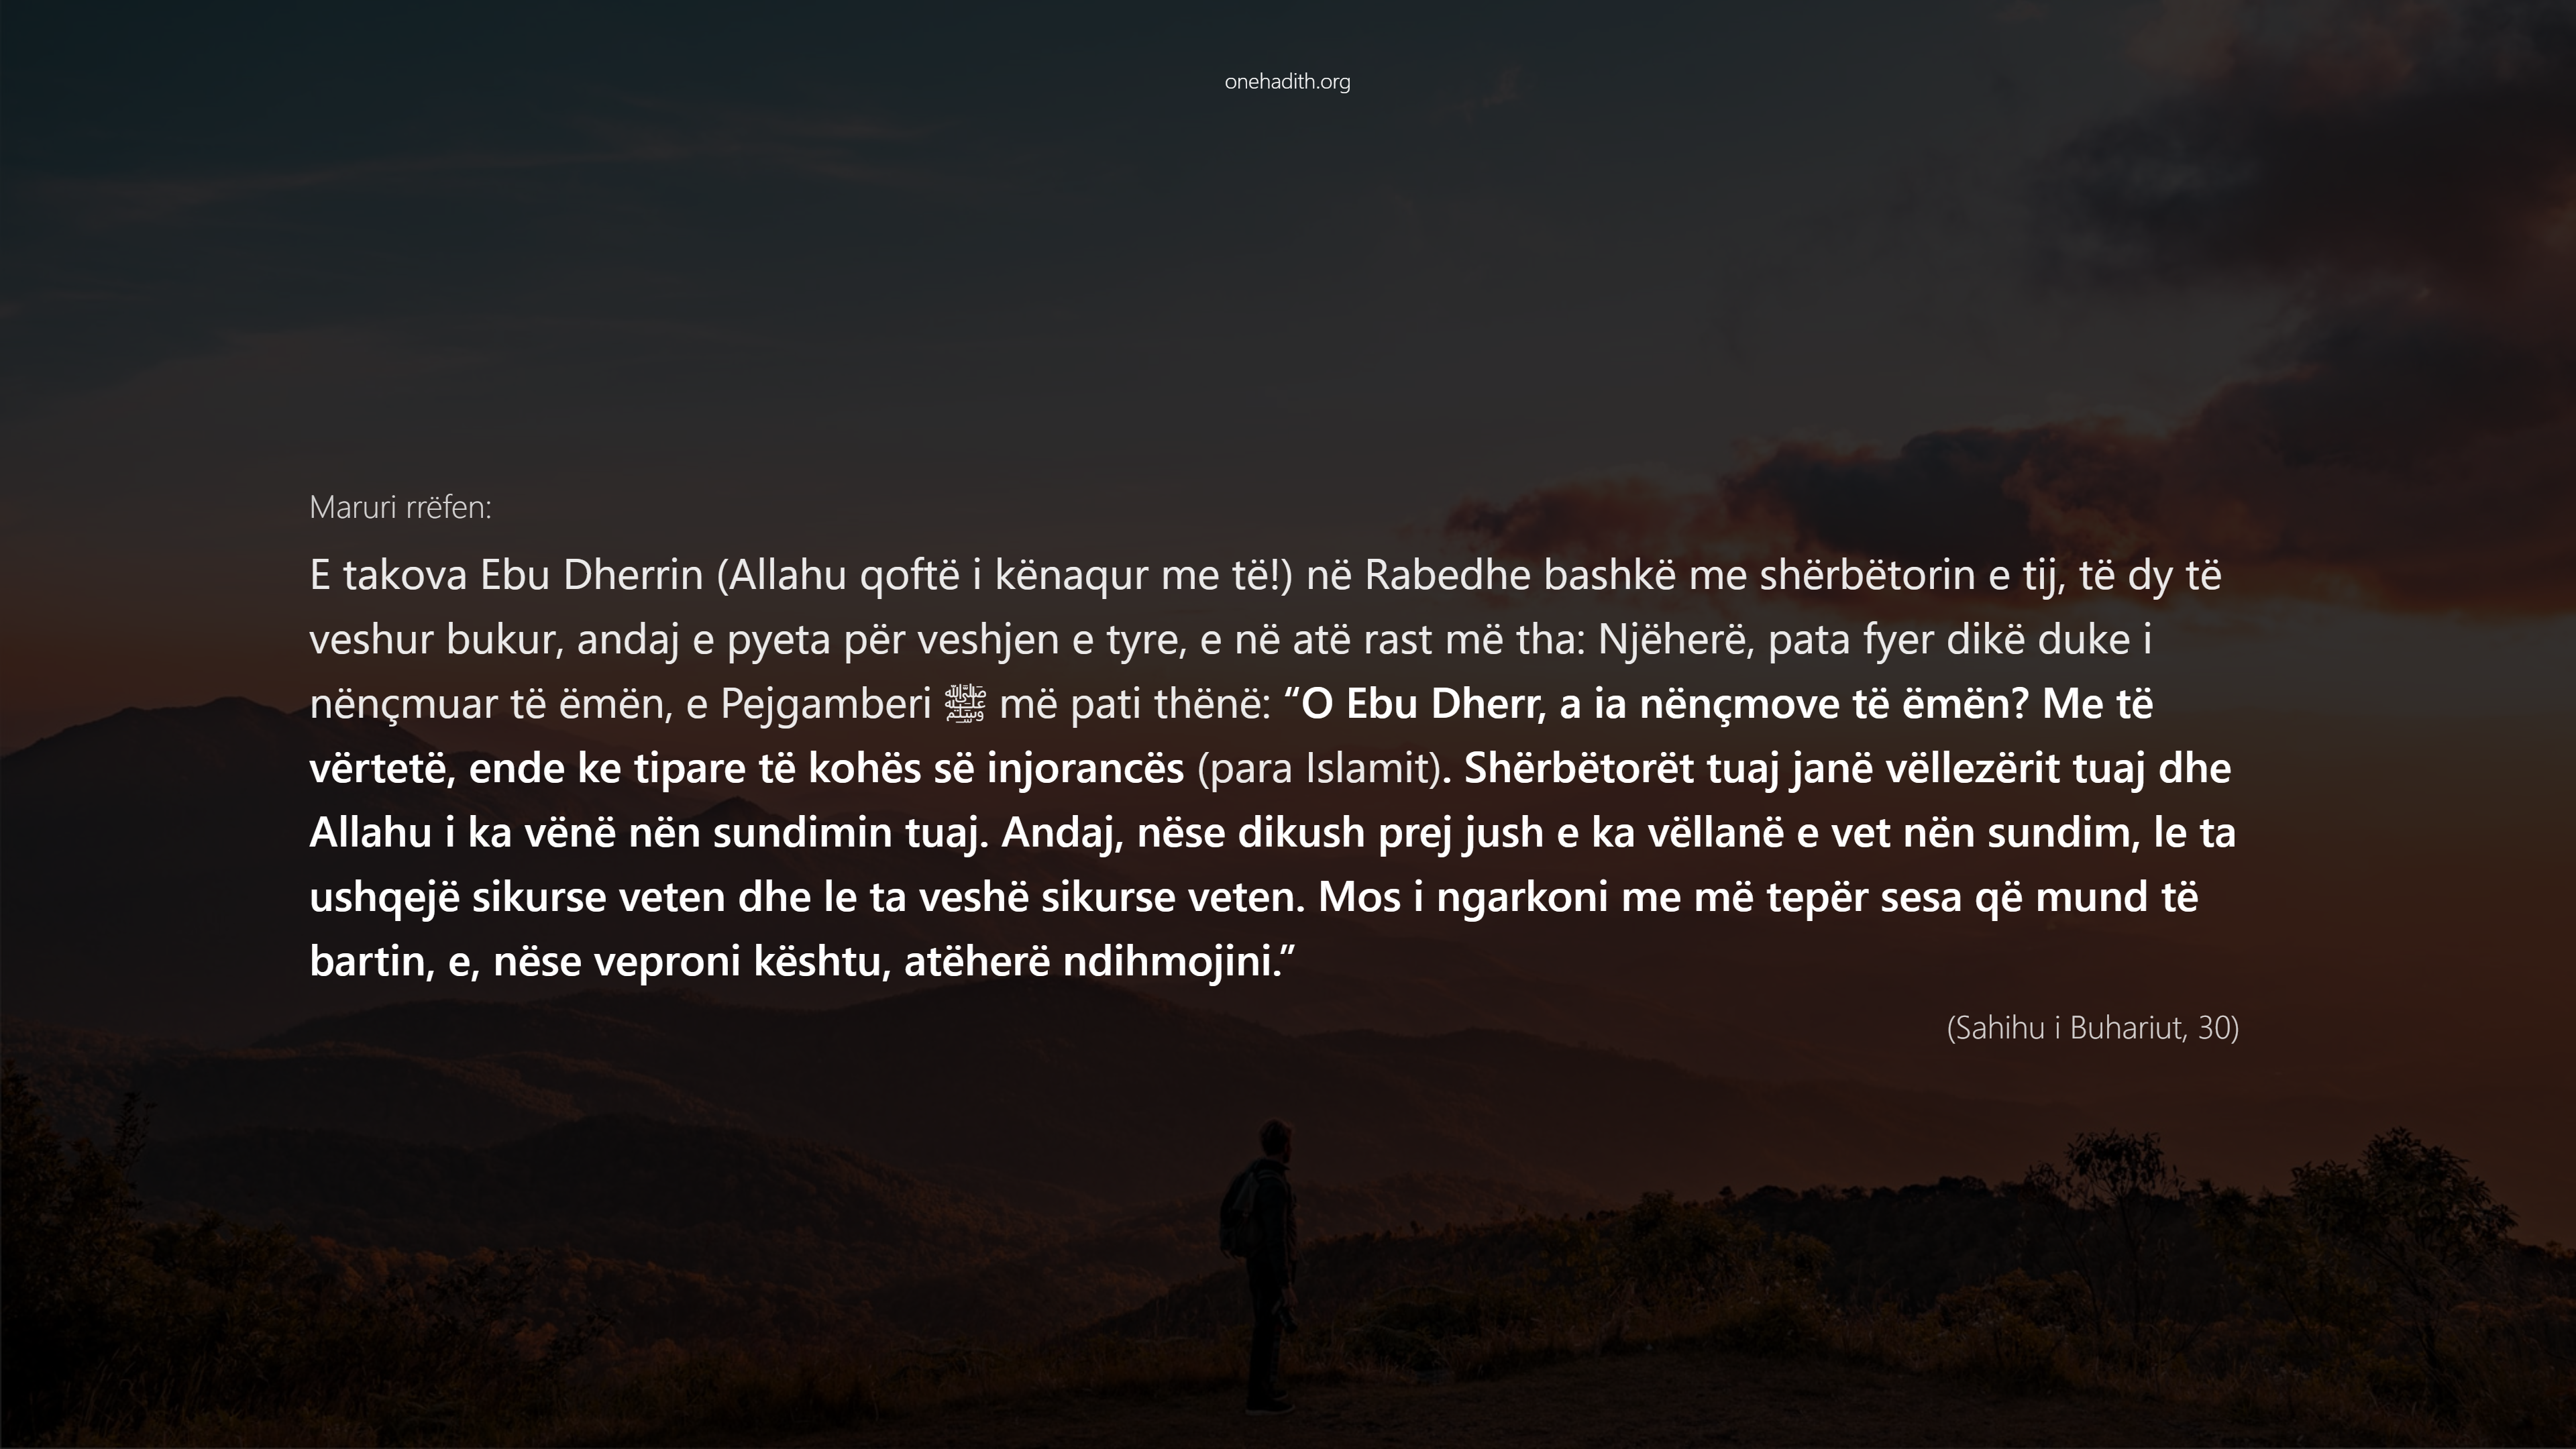 onehadith.org
Maruri rrëfen:
E takova Ebu Dherrin (Allahu qoftë i kënaqur me të!) në Rabedhe bashkë me shërbëtorin e tij, të dy të
veshur bukur, andaj e pyeta për veshjen e tyre, e në atë rast më tha: Njëherë, pata fyer dikë duke i
nënçmuar të ëmën, e Pejgamberi ﷺ më pati thënë: “O Ebu Dherr, a ia nënçmove të ëmën? Me të
vërtetë, ende ke tipare të kohës së injorancës (para Islamit). Shërbëtorët tuaj janë vëllezërit tuaj dhe
Allahu i ka vënë nën sundimin tuaj. Andaj, nëse dikush prej jush e ka vëllanë e vet nën sundim, le ta
ushqejë sikurse veten dhe le ta veshë sikurse veten. Mos i ngarkoni me më tepër sesa që mund të
bartin, e, nëse veproni kështu, atëherë ndihmojini.”
(Sahihu i Buhariut, 30)